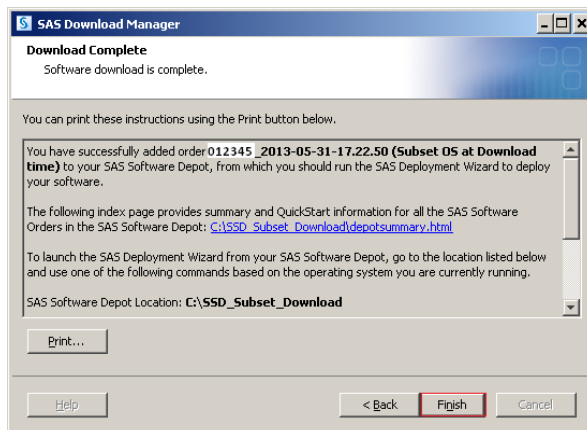 SAS Download Manager
Download Complete
Software download is complete.
You can print these instructions using the Print button below.
You have successfully added order 012345_2013-05-31-17.22.50 (Subset OS at Download
time) to your SAS Software Depot, from which you should run the SAS Deployment Wizard to deploy
your software.
The following index page provides summary and QuickStart information for all the SAS Software
Orders in the SAS Software Depot: C:\SSD_Subset_Download\depotsummary.html
To launch the SAS Deployment Wizard from your SAS Software Depot, go to the location listed below
and use one of the following commands based on the operating system you are currently running.
SAS Software Depot Location: C:\SSD_Subset_Download
Print...
Help
< Back
Finish
Cancel